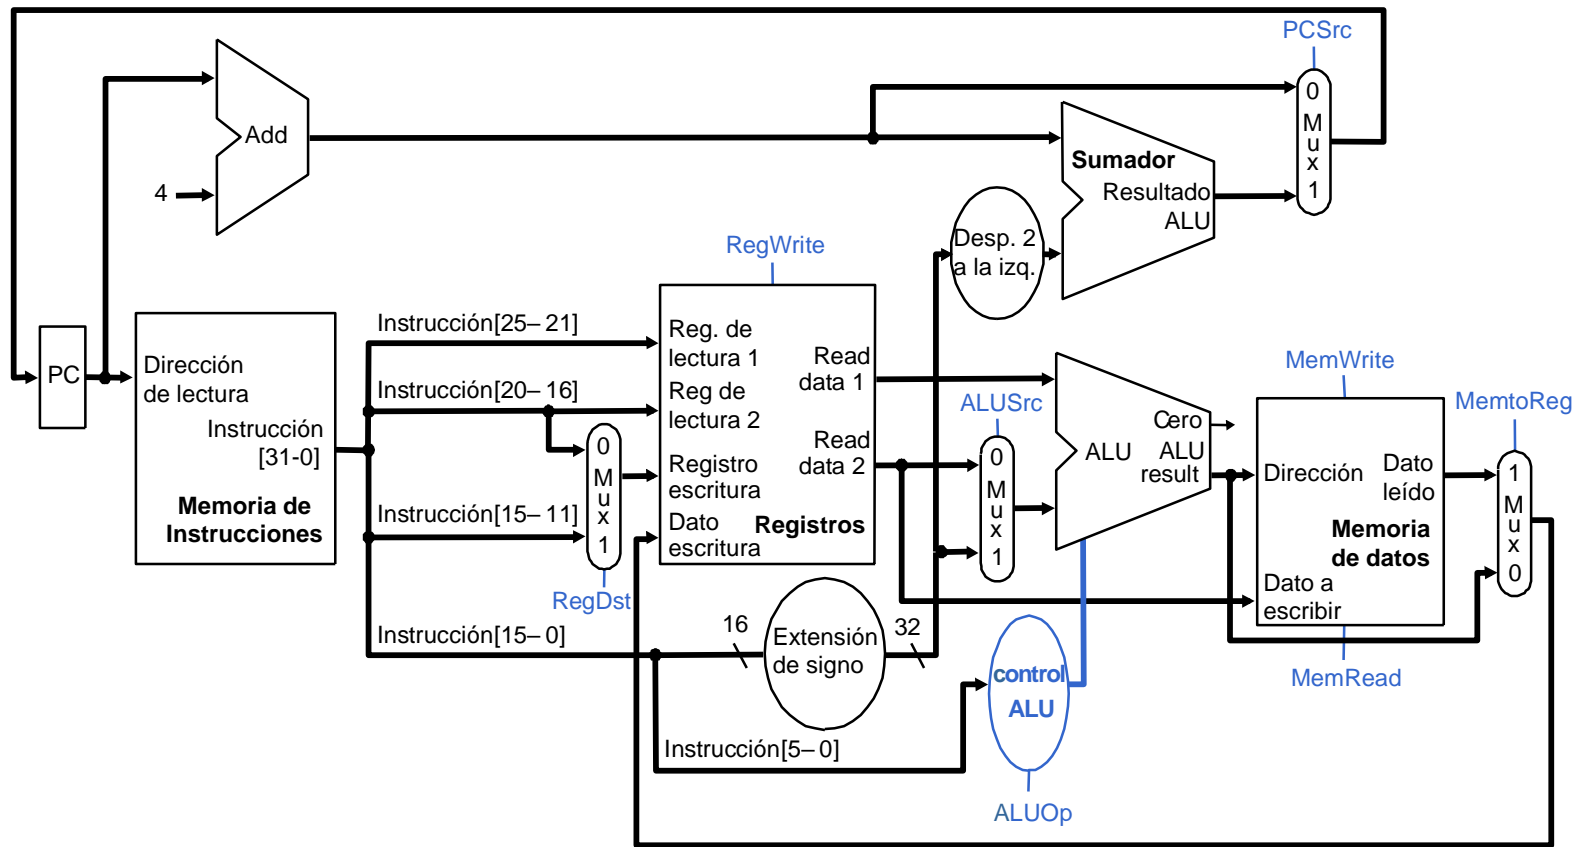 PCSrc
0
M
u
x
1
Add
4
Sumador
Resultado
ALU
Desp. 2
a la izq.
RegWrite
PC
Dirección
de lectura
Instrucción
[31-0]
Memoria de
Instrucciones
Instrucción[25– 21]
Instrucción[20– 16]
Instrucción[15– 11]
Instrucción[15– 0]
Instrucción[5– 0]
0
M
u
x
1
RegDst
Reg. de
lectura 1
Reg de
lectura 2
Registro
escritura
Dato
escritura
Read
data 1
Read
data 2
Registros
16
Extensión
de signo
32
ALUSrc
0
M
u
x
1
Cero
ALU
ALU
result
control
ALU
ALUOp
MemWrite
Dirección
Dato
leído
Memoria
de datos
Dato a
escribir
MemRead
MemtoReg
1
M
u
x
0